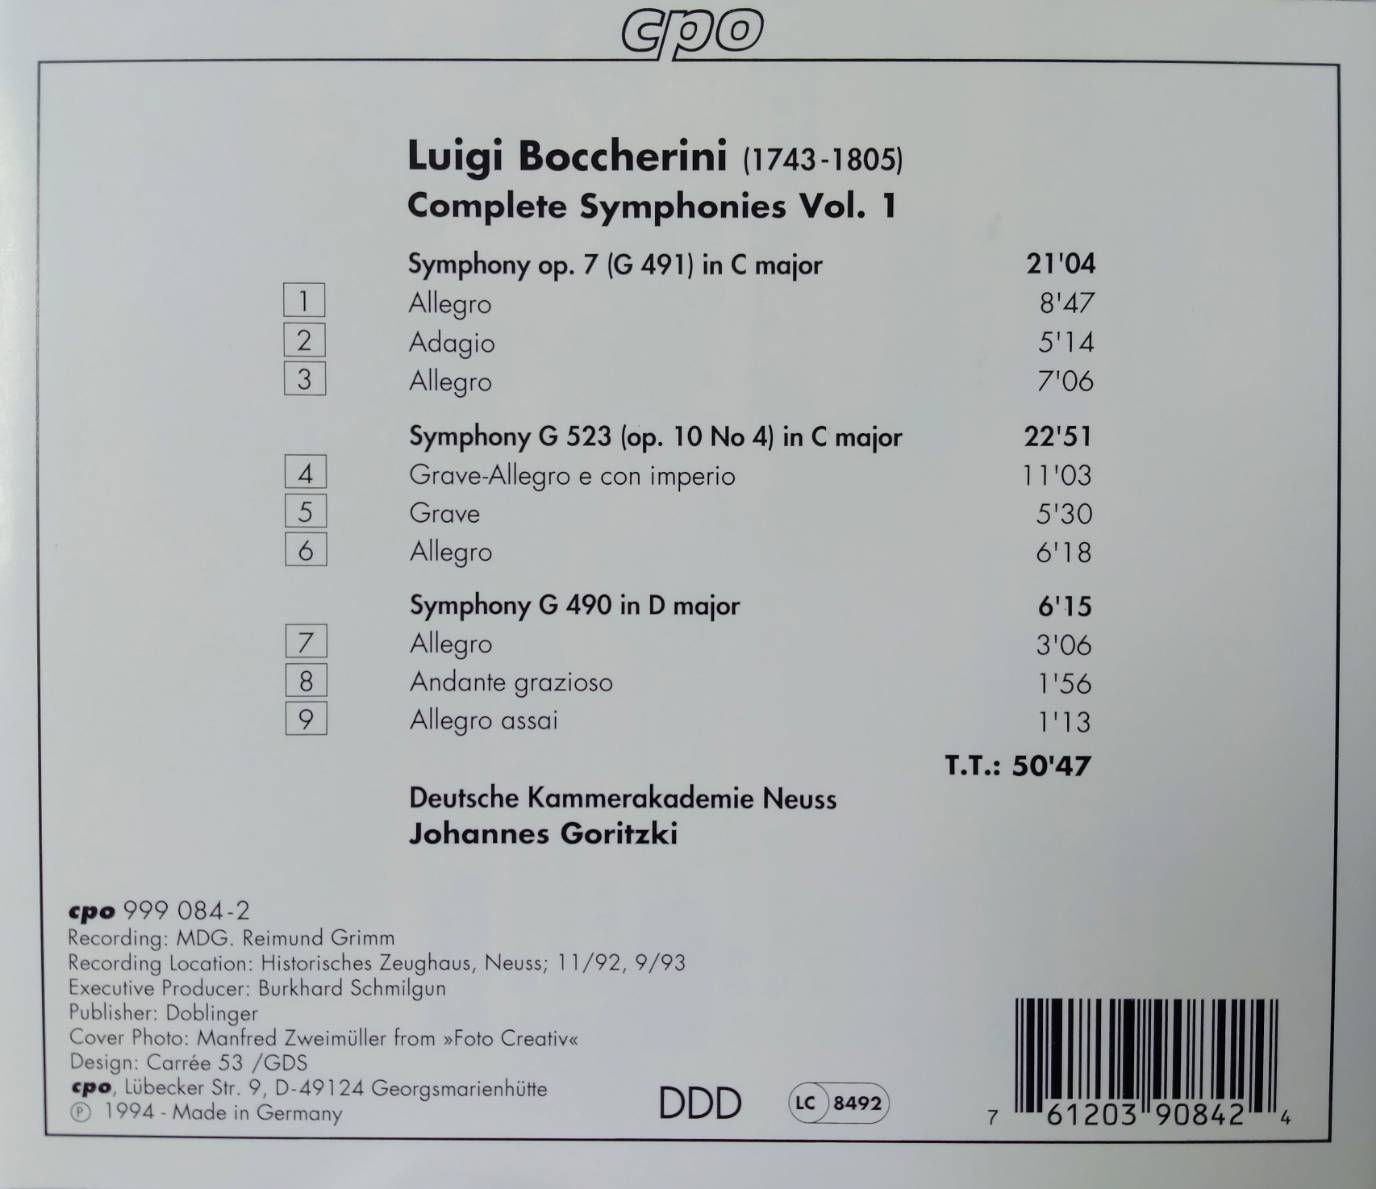 cpo
Luigi Boccherini (1743-1805)
Complete Symphonies Vol. 1
Symphony op. 7 (G 491) in C major 21'04
1 Allegro 8'47
2 Adagio 5'14
3 Allegro 7'06
Symphony G 523 (op. 10 No 4) in C major 22'51
4 Grave-Allegro e con imperio 11'03
5 Grave 5'30
6 Allegro 6'18
Symphony G 490 in D major 6'15
7 Allegro 3'06
8 Andante grazioso 1'56
9 Allegro assai 1'13
T.T.: 50'47
Deutsche Kammerakademie Neuss
Johannes Goritzki
cpo 999 084-2
Recording: MDG. Reimund Grimm
Recording Location: Historisches Zeughaus, Neuss; 11/92, 9/93
Executive Producer: Burkhard Schmilgun
Publisher: Doblinger
Cover Photo: Manfred Zweimüller from »Foto Creativ«
Design: Carrée 53 /GDS
cpo, Lübecker Str. 9, D-49124 Georgsmarienhütte
℗ 1994 - Made in Germany
DDD
LC 8492
7 61203 90842 4